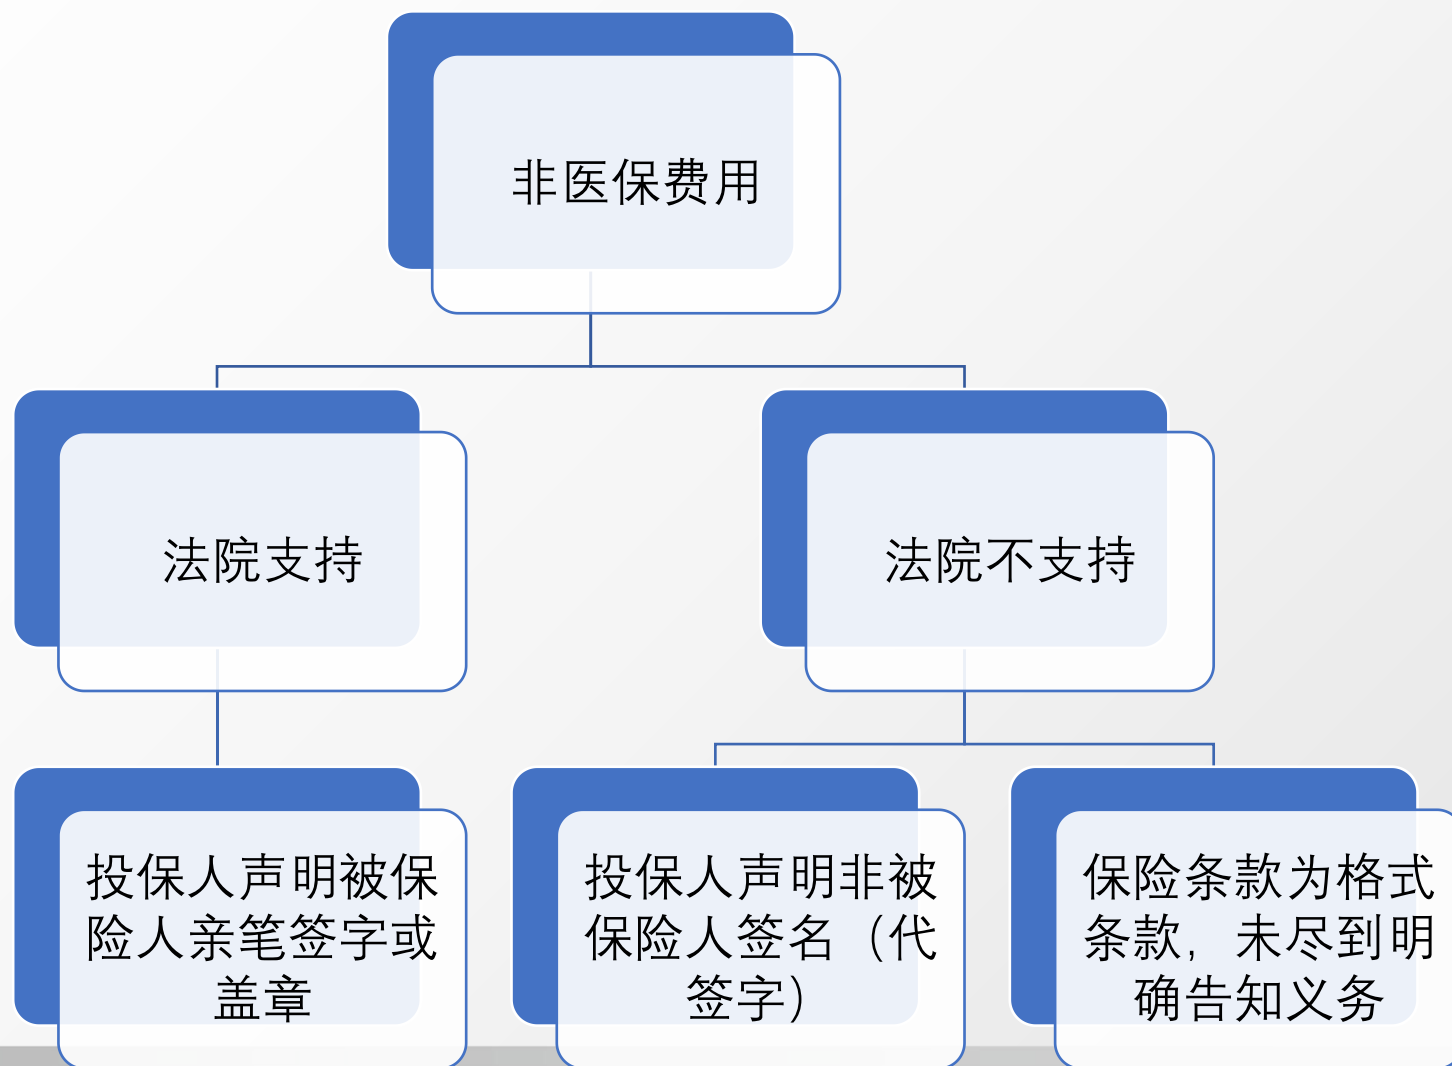 非医保费用
法院支持
法院不支持
投保人声明被保
险人亲笔签字或
盖章
投保人声明非被
保险人签名（代
签字）
保险条款为格式
条款，未尽到明
确告知义务